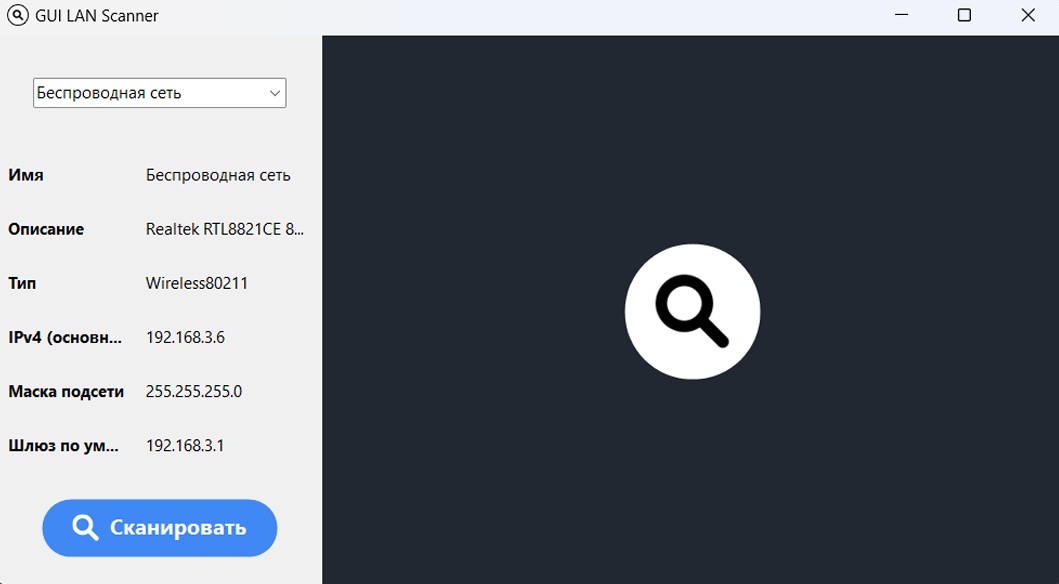 GUI LAN Scanner
Беспроводная сеть
Имя Беспроводная сеть
Описание Realtek RTL8821CE 8...
Тип Wireless80211
IPv4 (основн... 192.168.3.6
Маска подсети 255.255.255.0
Шлюз по ум... 192.168.3.1
Сканировать